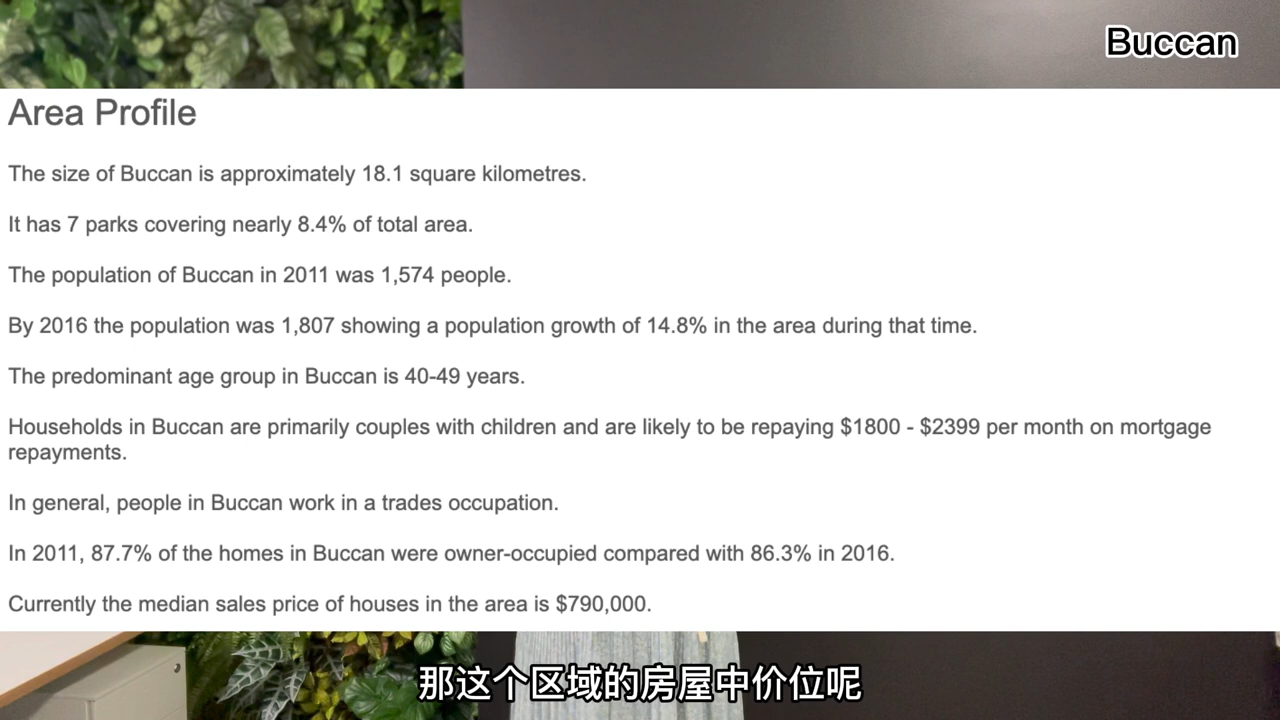 Buccan
Area Profile
The size of Buccan is approximately 18.1 square kilometres.
It has 7 parks covering nearly 8.4% of total area.
The population of Buccan in 2011 was 1,574 people.
By 2016 the population was 1,807 showing a population growth of 14.8% in the area during that time.
The predominant age group in Buccan is 40-49 years.
Households in Buccan are primarily couples with children and are likely to be repaying $1800 - $2399 per month on mortgage
repayments.
In general, people in Buccan work in a trades occupation.
In 2011, 87.7% of the homes in Buccan were owner-occupied compared with 86.3% in 2016.
Currently the median sales price of houses in the area is $790,000.
那这个区域的房屋中价位呢